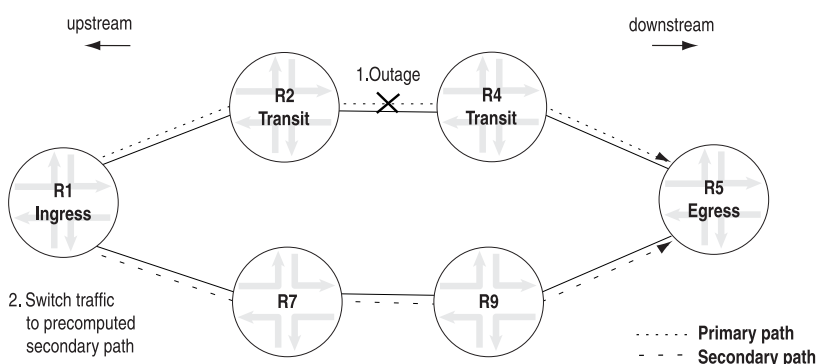 upstream
downstream
1.Outage
R2
Transit
R4
Transit
R1
Ingress
R5
Egress
R7
R9
2. Switch traffic
to precomputed
secondary path
Primary path
Secondary path